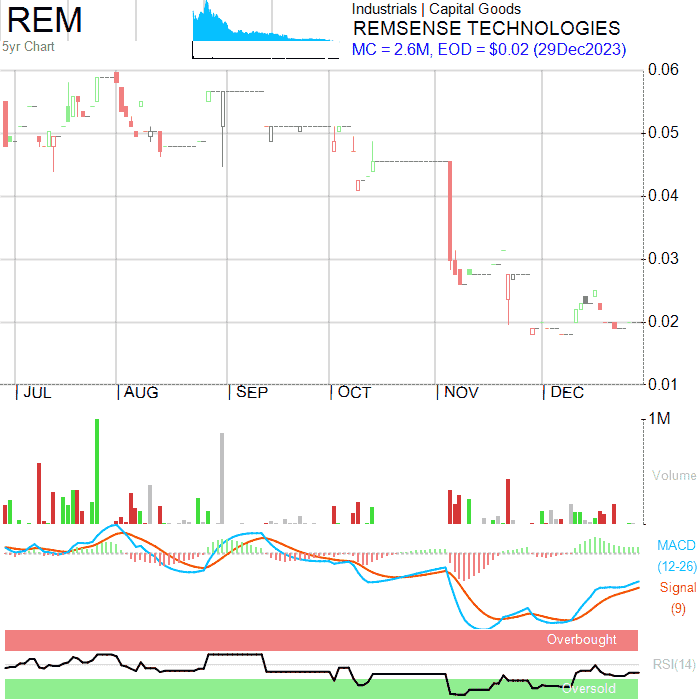 REM
5yr Chart
Industrials | Capital Goods
REMSENSE TECHNOLOGIES
MC = 2.6M, EOD = $0.02 (29Dec2023)
0.06
0.05
0.04
0.03
0.02
0.01
JUL AUG SEP OCT NOV DEC
1M
Volume
MACD
(12-26)
Signal
(9)
Overbought
RSI(14)
Oversold